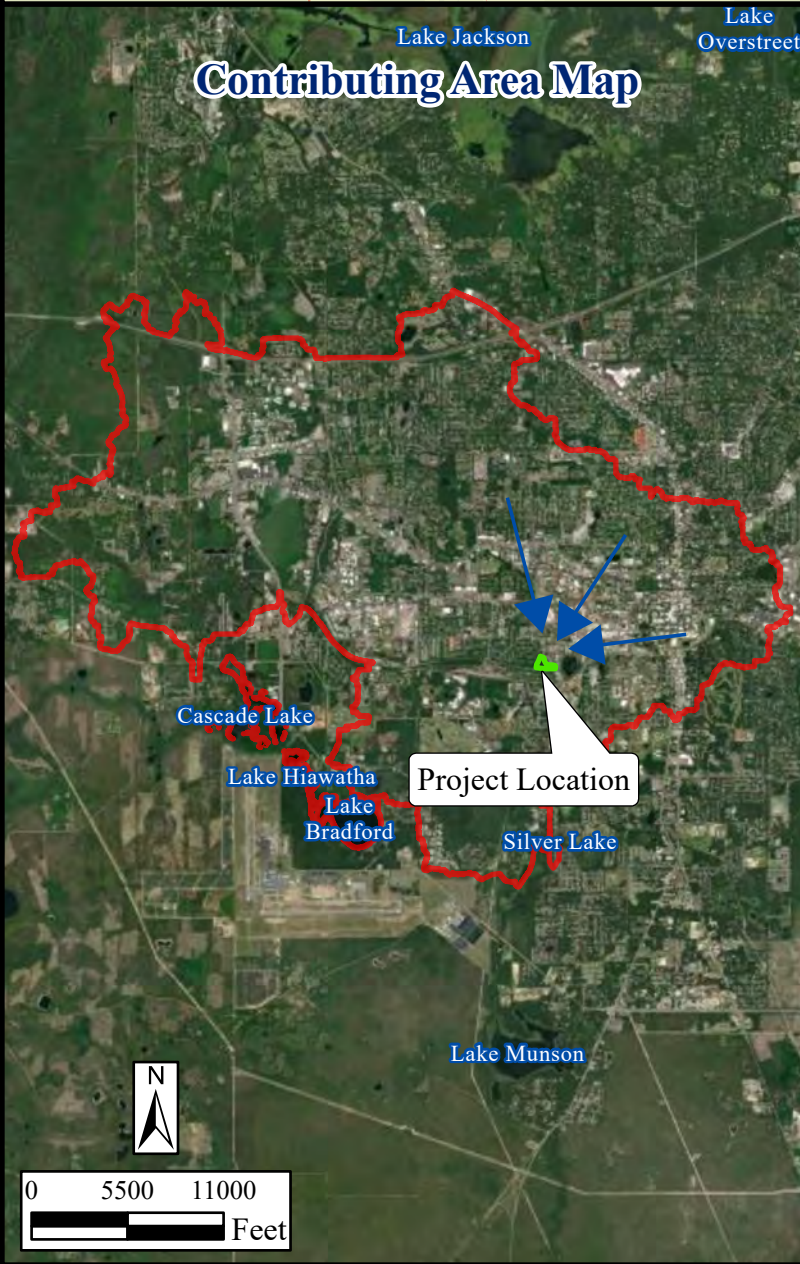 Lake Jackson
Lake
Overstreet
Contributing Area Map
Cascade Lake
Lake Hiawatha
Lake
Bradford
Project Location
Silver Lake
Lake Munson
N
0 5500 11000
Feet